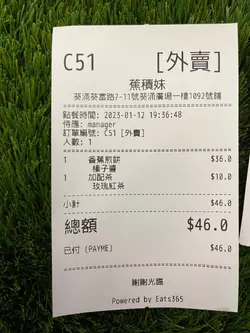 C51 [外賣]
蕉積妹
葵涌葵富路7-11號葵涌廣場一樓1092號舖
點餐時間: 2023-01-12 19:36:48
侍應: manager
訂單編號: C51 [外賣]
人數: 1
1 香蕉煎餅 $36.0
榛子醬
1 加配茶 $10.0
玫瑰紅茶
小計 $46.0
總額 $46.0
已付 (PAYME) $46.0
謝謝光臨
Powered by Eats365